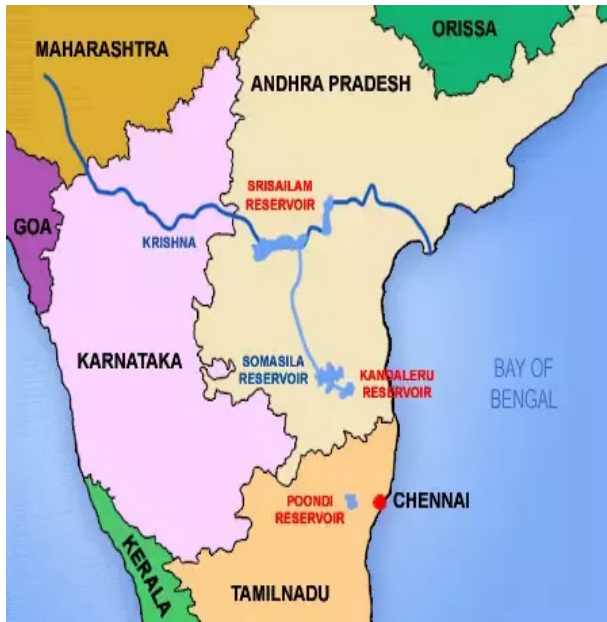 MAHARASHTRA
ORISSA
ANDHRA PRADESH
SRISAILAM
RESERVOIR
GOA
KRISHNA
KARNATAKA
SOMASILA
RESERVOIR
KANDALERU
RESERVOIR
BAY OF
BENGAL
POONDI
RESERVOIR
CHENNAI
KERALA
TAMILNADU